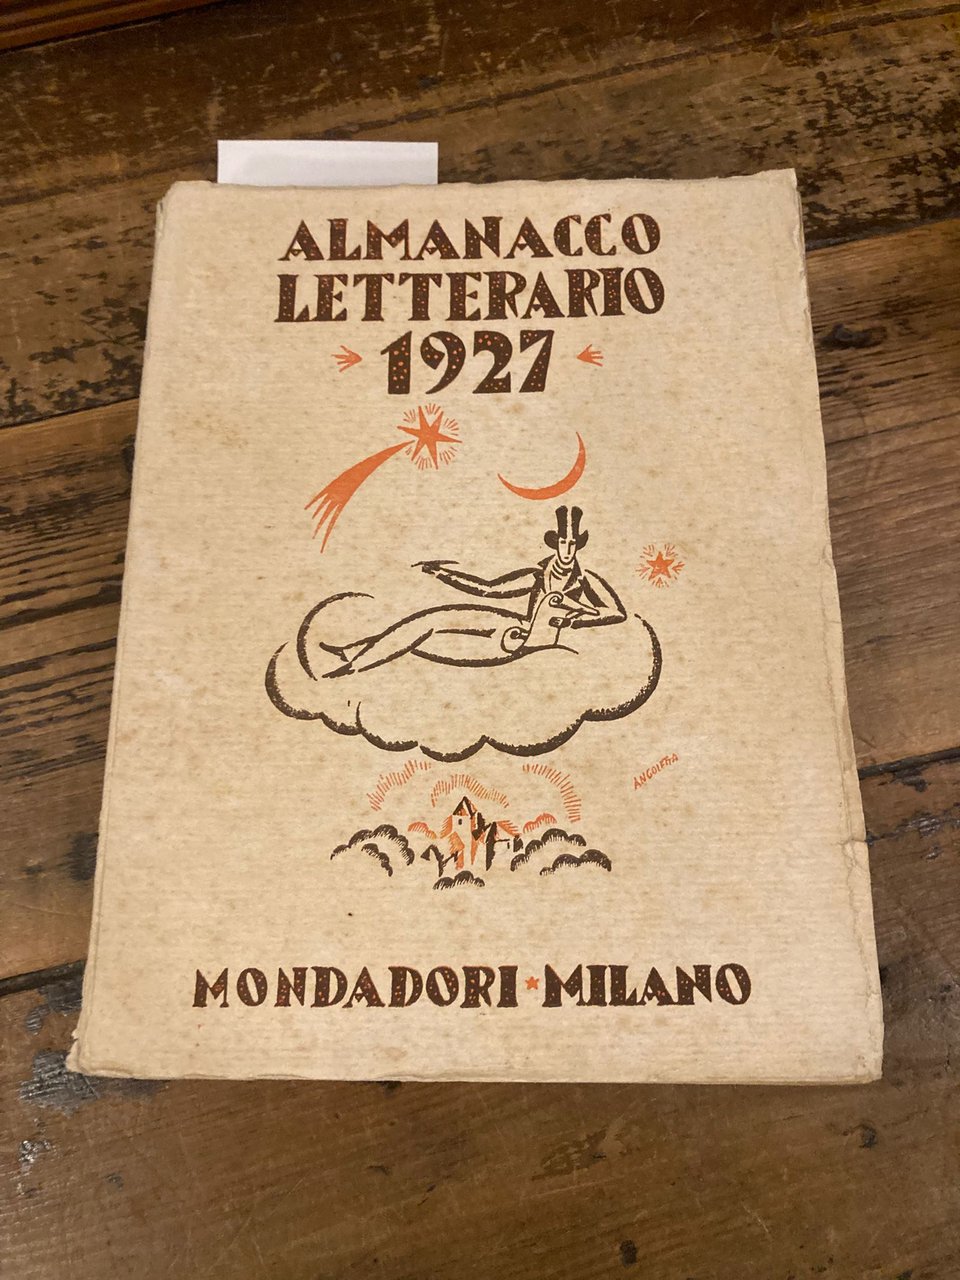 ALMANACCO
LETTERARIO
1927
ANGOLETTA
MONDADORI * MILANO